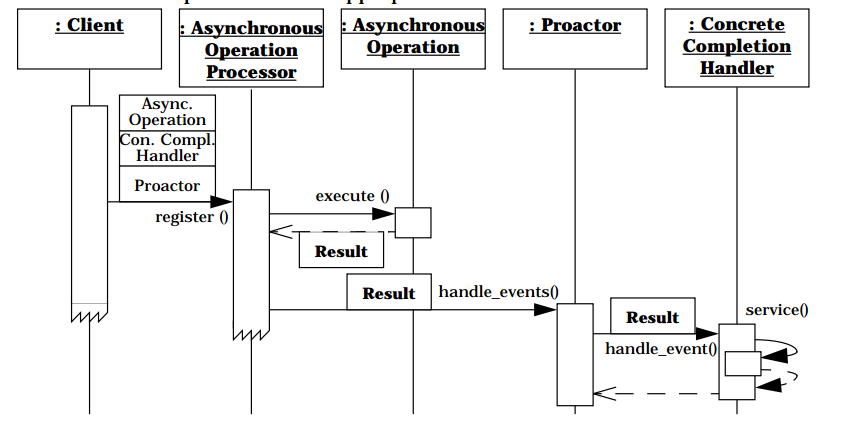 : Client
: Asynchronous
Operation
Processor
: Asynchronous
Operation
: Proactor
: Concrete
Completion
Handler
Async.
Operation
Con. Compl.
Handler
Proactor
register ()
execute ()
Result
Result
handle_events()
Result
service()
handle_event()